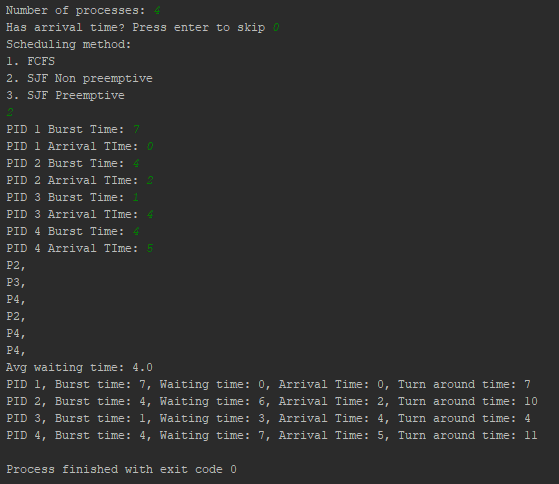 Number of processes: 4
Has arrival time? Press enter to skip 0
Scheduling method:
1. FCFS
2. SJF Non preemptive
3. SJF Preemptive
2
PID 1 Burst Time: 7
PID 1 Arrival TIme: 0
PID 2 Burst Time: 4
PID 2 Arrival TIme: 2
PID 3 Burst Time: 1
PID 3 Arrival TIme: 4
PID 4 Burst Time: 4
PID 4 Arrival TIme: 5
P2,
P3,
P4,
P2,
P4,
P4,
Avg waiting time: 4.0
PID 1, Burst time: 7, Waiting time: 0, Arrival Time: 0, Turn around time: 7
PID 2, Burst time: 4, Waiting time: 6, Arrival Time: 2, Turn around time: 10
PID 3, Burst time: 1, Waiting time: 3, Arrival Time: 4, Turn around time: 4
PID 4, Burst time: 4, Waiting time: 7, Arrival Time: 5, Turn around time: 11
Process finished with exit code 0